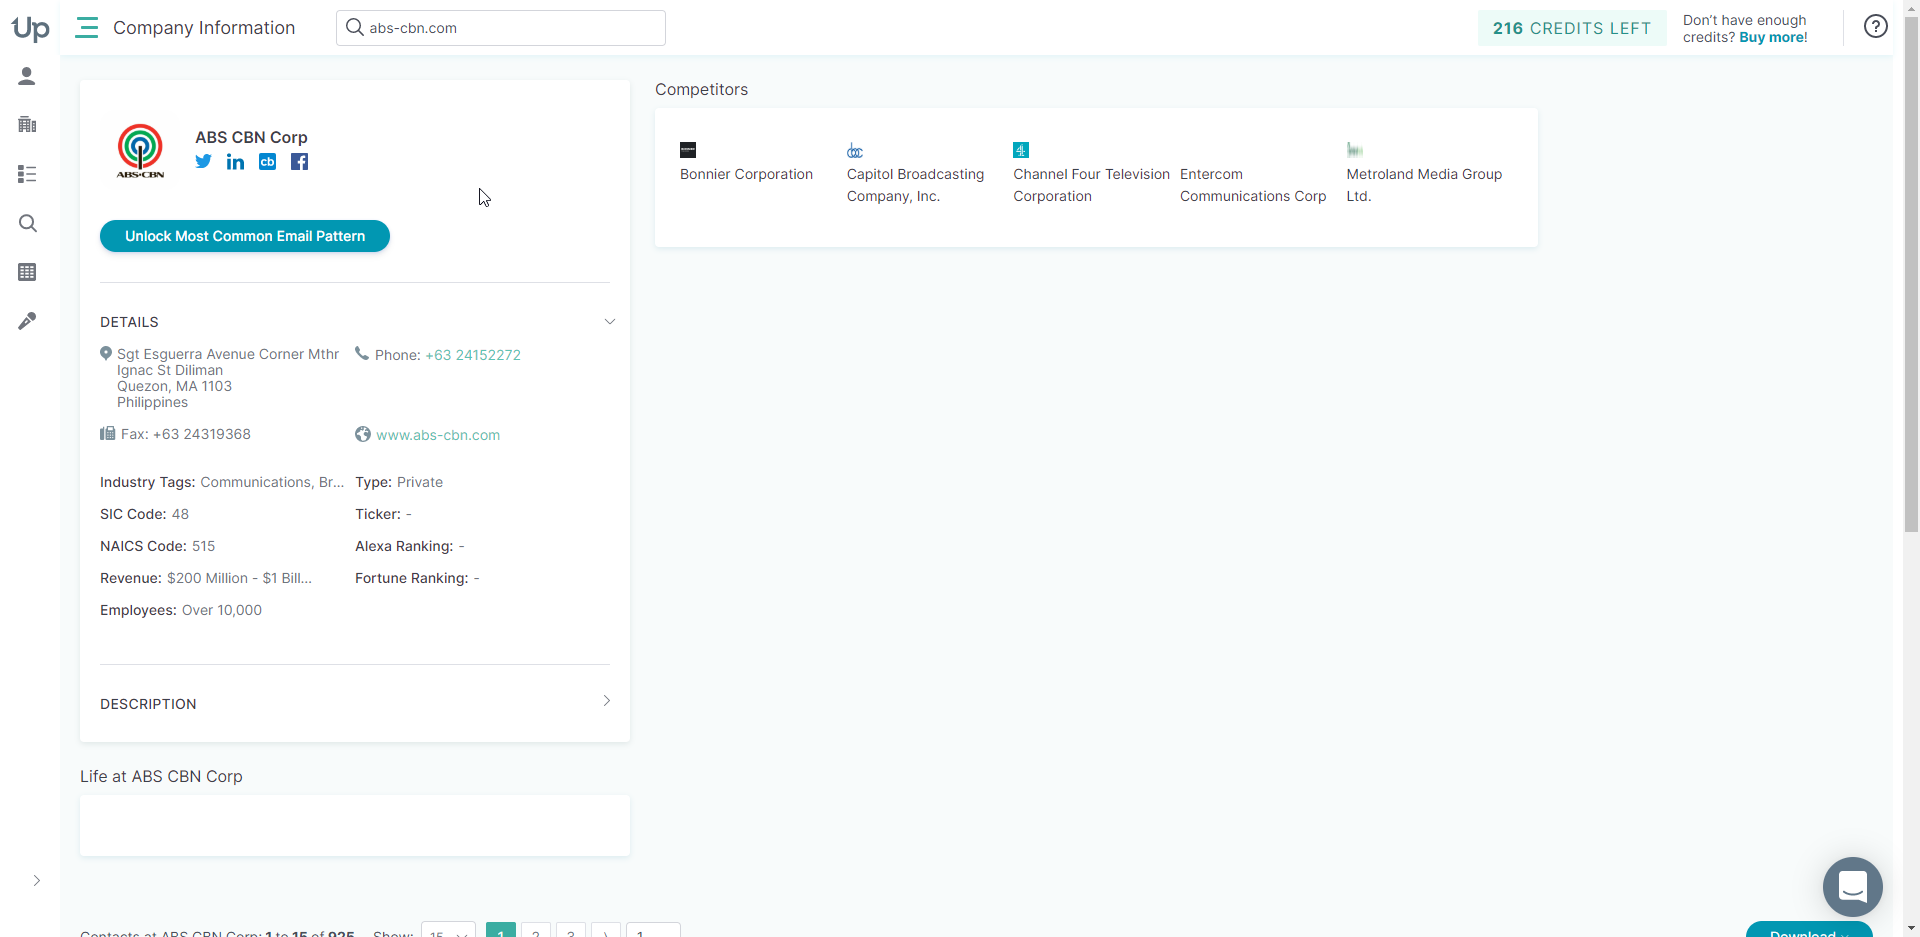 Up
Company Information
abs-cbn.com
216 CREDITS LEFT
Don't have enough
credits? Buy more!
ABS-CBN
ABS CBN Corp
Unlock Most Common Email Pattern
DETAILS
Sgt Esguerra Avenue Corner Mthr
Ignac St Diliman
Quezon, MA 1103
Philippines
Phone: +63 24152272
Fax: +63 24319368
www.abs-cbn.com
Industry Tags: Communications, Br...
Type: Private
SIC Code: 48
Ticker: -
NAICS Code: 515
Alexa Ranking: -
Revenue: $200 Million - $1 Bill...
Fortune Ranking: -
Employees: Over 10,000
DESCRIPTION
Life at ABS CBN Corp
Competitors
Bonnier Corporation
Capitol Broadcasting
Company, Inc.
Channel Four Television
Corporation
Entercom
Communications Corp
Metroland Media Group
Ltd.
Contacts at ABS CBN Corp: 1 to 15 of 925
Show: 15
1 2 3
1
Download